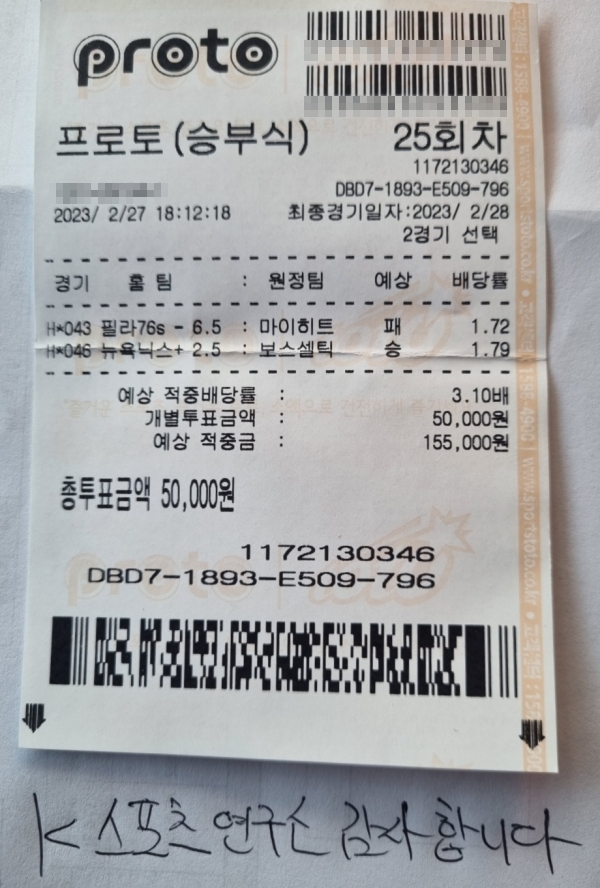 proto
프로토(승부식) 25회차
1172130346
DBD7-1893-E509-796
2023/ 2/27 18:12:18 최종경기일자:2023/ 2/28
2경기 선택
경기 홈 팀 : 원정팀 예상 배당률
H*043 필라76s - 6.5 : 마이히트 패 1.72
H*046 뉴욕닉스+ 2.5 : 보스셀틱 승 1.79
예상 적중배당률 : 3.10배
개별투표금액 : 50,000원
예상 적중금 : 155,000원
총투표금액 50,000원
1172130346
DBD7-1893-E509-796
K스포츠연구소 감사합니다